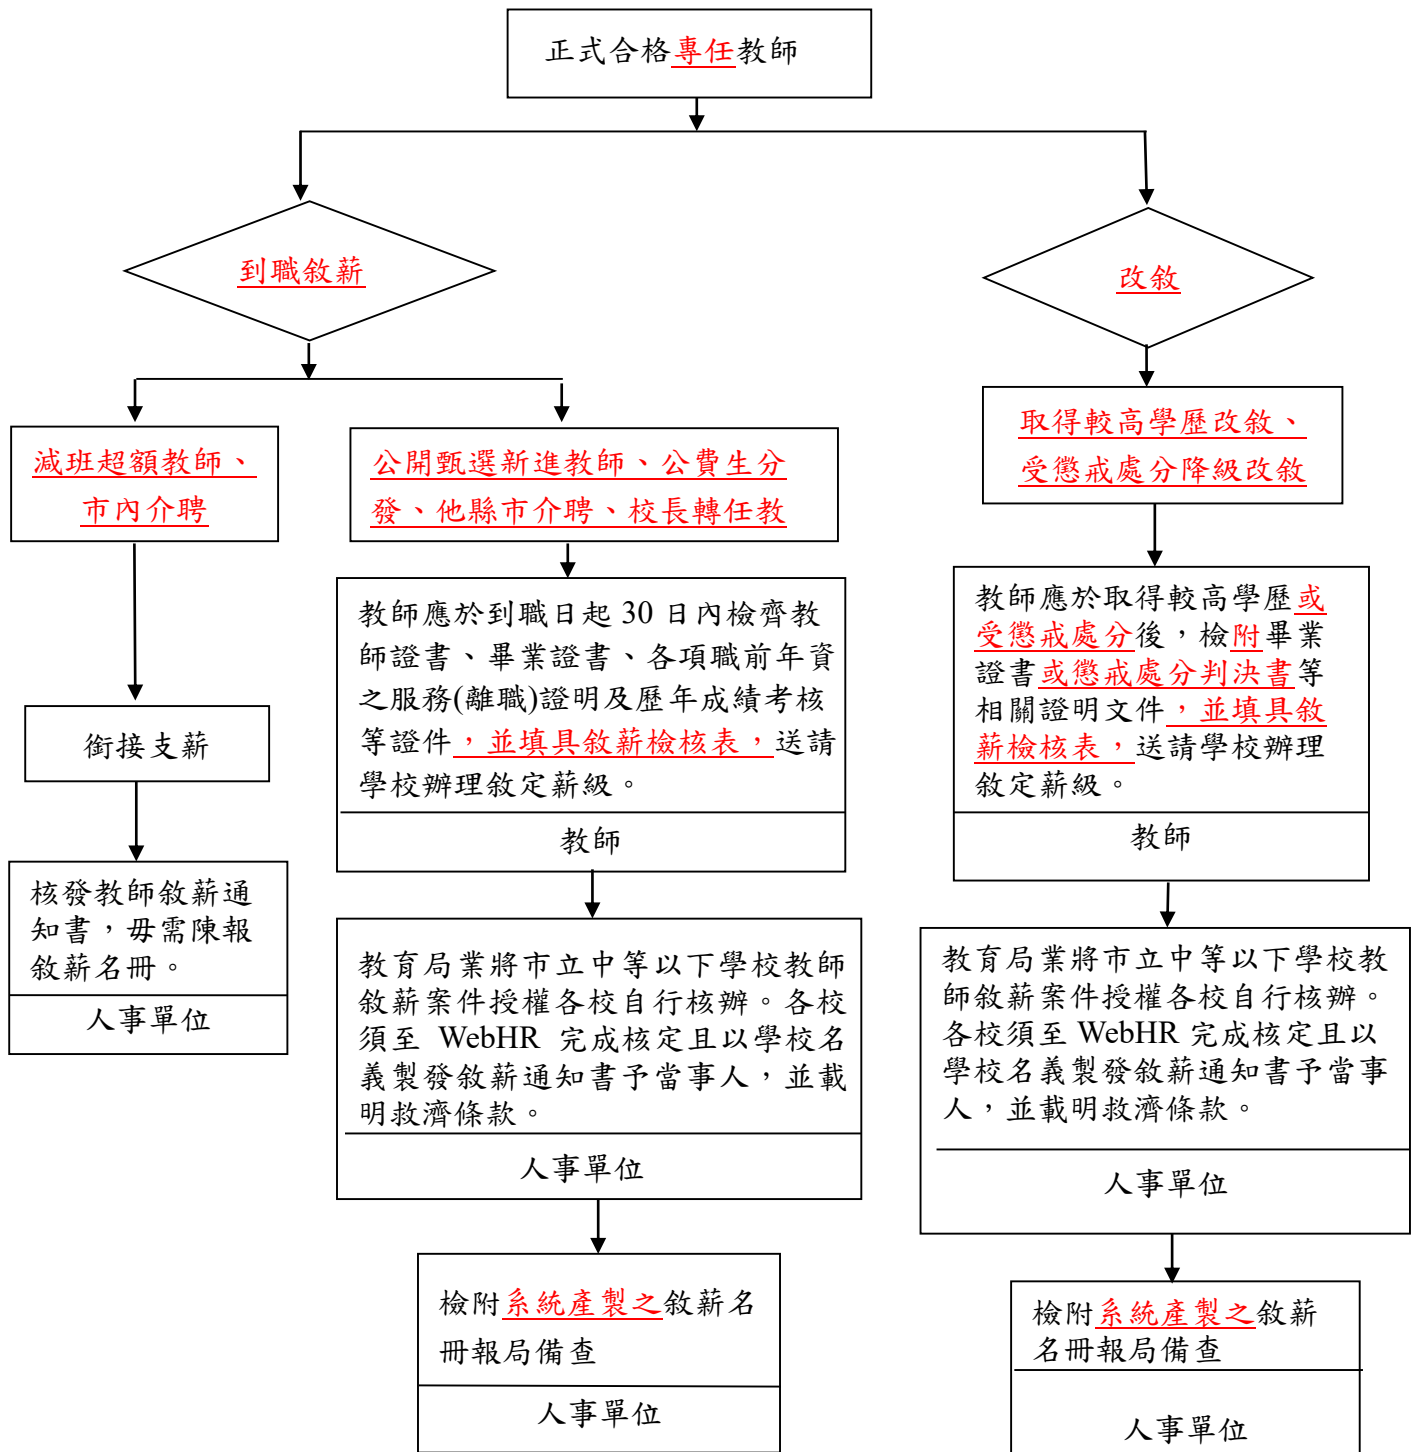 正式合格專任教師
到職敘薪
改敘
減班超額教師、
市內介聘
公開甄選新進教師、公費生分
發、他縣市介聘、校長轉任教
取得較高學歷改敘、
受懲戒處分降級改敘
銜接支薪
核發教師敘薪通
知書，毋需陳報
敘薪名冊。
人事單位
教師應於到職日起 30 日內檢齊教
師證書、畢業證書、各項職前年資
之服務(離職)證明及歷年成績考核
等證件，並填具敘薪檢核表，送請
學校辦理敘定薪級。
教師
教育局業將市立中等以下學校教師
敘薪案件授權各校自行核辦。各校
須至 WebHR 完成核定且以學校名
義製發敘薪通知書予當事人，並載
明救濟條款。
人事單位
檢附系統產製之敘薪名
冊報局備查
人事單位
教師應於取得較高學歷或
受懲戒處分後，檢附畢業
證書或懲戒處分判決書等
相關證明文件，並填具敘
薪檢核表，送請學校辦理
敘定薪級。
教師
教育局業將市立中等以下學校教
師敘薪案件授權各校自行核辦。
各校須至 WebHR 完成核定且以
學校名義製發敘薪通知書予當事
人，並載明救濟條款。
人事單位
檢附系統產製之敘薪
名冊報局備查
人事單位